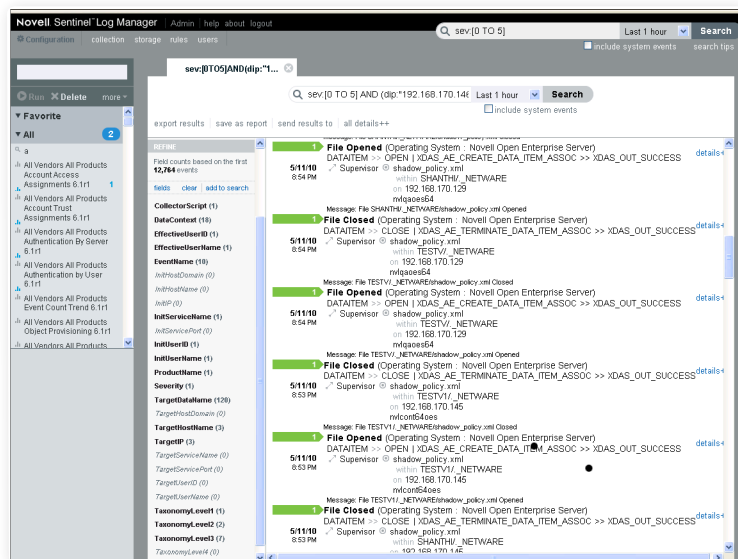 Novell. Sentinel™ Log Manager Admin help about logout
sev:[0 TO 5] Last 1 hour Search
Configuration collection storage rules users
include system events search tips
sev:[0TO5]AND(dip:"1...
sev:[0 TO 5] AND (dip:"192.168.170.146 Last 1 hour Search
include system events
export results save as report send results to all details++
Run Delete more
Favorite
All 2
a
All Vendors All Products
Account Access
Assignments 6.1r1 1
All Vendors All Products
Account Trust
Assignments 6.1r1
All Vendors All Products
Authentication By Server
6.1r1
All Vendors All Products
Authentication by User
6.1r1
All Vendors All Products
Event Count Trend 6.1r1
All Vendors All Products
Object Provisioning 6.1r1
All Vendors All Products
REFINE
Field counts based on the first
12,764 events
fields clear add to search
CollectorScript (1)
DataContext (18)
EffectiveUserID (1)
EffectiveUserName (1)
EventName (18)
InitHostDomain (0)
InitHostName (0)
InitIP (0)
InitServiceName (1)
InitServicePort (0)
InitUserID (1)
InitUserName (1)
ProductName (1)
Severity (1)
TargetDataName (120)
TargetHostDomain (0)
TargetHostName (3)
TargetIP (3)
TargetServiceName (0)
TargetServicePort (0)
TargetUserID (0)
TargetUserName (0)
TaxonomyLevel1 (1)
TaxonomyLevel2 (2)
TaxonomyLevel3 (7)
TaxonomyLevel4 (0)
1 File Opened (Operating System : Novell Open Enterprise Server) details+
DATAITEM >> OPEN | XDAS_AE_CREATE_DATA_ITEM_ASSOC >> XDAS_OUT_SUCCESS
5/11/10 Supervisor shadow_policy.xml
8:54 PM within SHANTHI/._NETWARE
on 192.168.170.129
nvlqaoes64
Message: File SHANTHI/._NETWARE/shadow_policy.xml Opened
1 File Closed (Operating System : Novell Open Enterprise Server) details+
DATAITEM >> CLOSE | XDAS_AE_TERMINATE_DATA_ITEM_ASSOC >> XDAS_OUT_SUCCESS
5/11/10 Supervisor shadow_policy.xml
8:54 PM within TESTV/._NETWARE
on 192.168.170.129
nvlqaoes64
Message: File TESTV/._NETWARE/shadow_policy.xml Closed
1 File Opened (Operating System : Novell Open Enterprise Server) details+
DATAITEM >> OPEN | XDAS_AE_CREATE_DATA_ITEM_ASSOC >> XDAS_OUT_SUCCESS
5/11/10 Supervisor shadow_policy.xml
8:54 PM within TESTV/._NETWARE
on 192.168.170.129
nvlqaoes64
Message: File TESTV/._NETWARE/shadow_policy.xml Opened
1 File Closed (Operating System : Novell Open Enterprise Server) details+
DATAITEM >> CLOSE | XDAS_AE_TERMINATE_DATA_ITEM_ASSOC >> XDAS_OUT_SUCCESS
5/11/10 Supervisor shadow_policy.xml
8:53 PM within TESTV1/._NETWARE
on 192.168.170.145
nvlcont64oes
Message: File TESTV1/._NETWARE/shadow_policy.xml Closed
1 File Opened (Operating System : Novell Open Enterprise Server) details+
DATAITEM >> OPEN | XDAS_AE_CREATE_DATA_ITEM_ASSOC >> XDAS_OUT_SUCCESS
5/11/10 Supervisor shadow_policy.xml
8:53 PM within TESTV1/._NETWARE
on 192.168.170.145
nvlcont64oes
Message: File TESTV1/._NETWARE/shadow_policy.xml Opened
1 File Closed (Operating System : Novell Open Enterprise Server) details+
DATAITEM >> CLOSE | XDAS_AE_TERMINATE_DATA_ITEM_ASSOC >> XDAS_OUT_SUCCESS
5/11/10 Supervisor shadow_policy.xml
8:53 PM within SHANTHI/._NETWARE
on 192.168.170.145